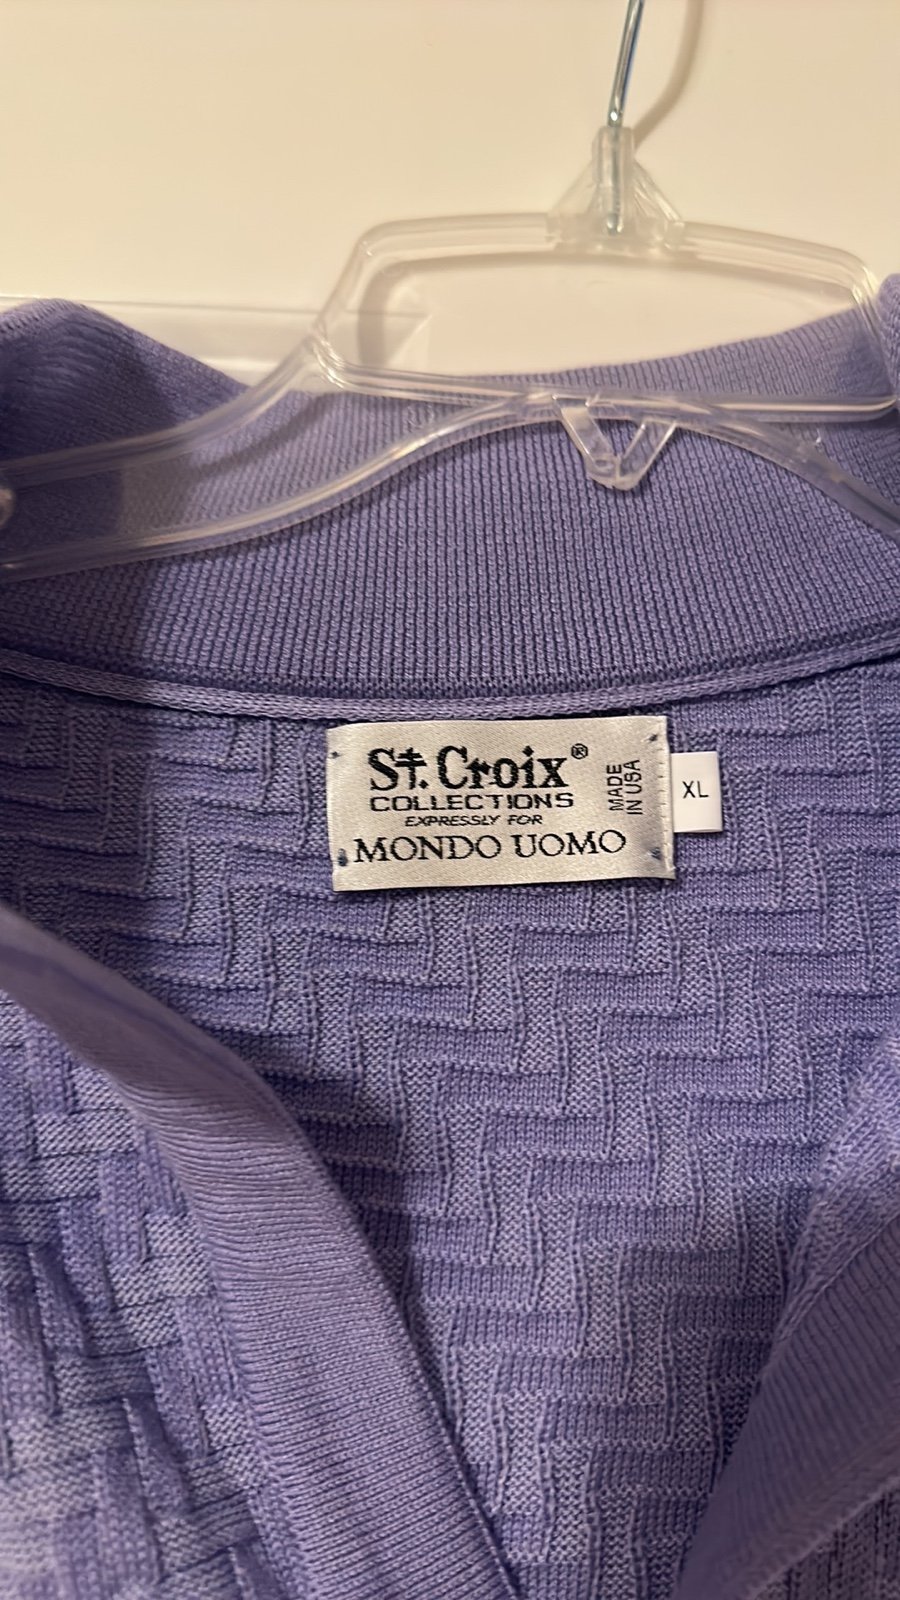 St. Croix®
COLLECTIONS
EXPRESSLY FOR
MONDO UOMO
MADE
IN USA
XL